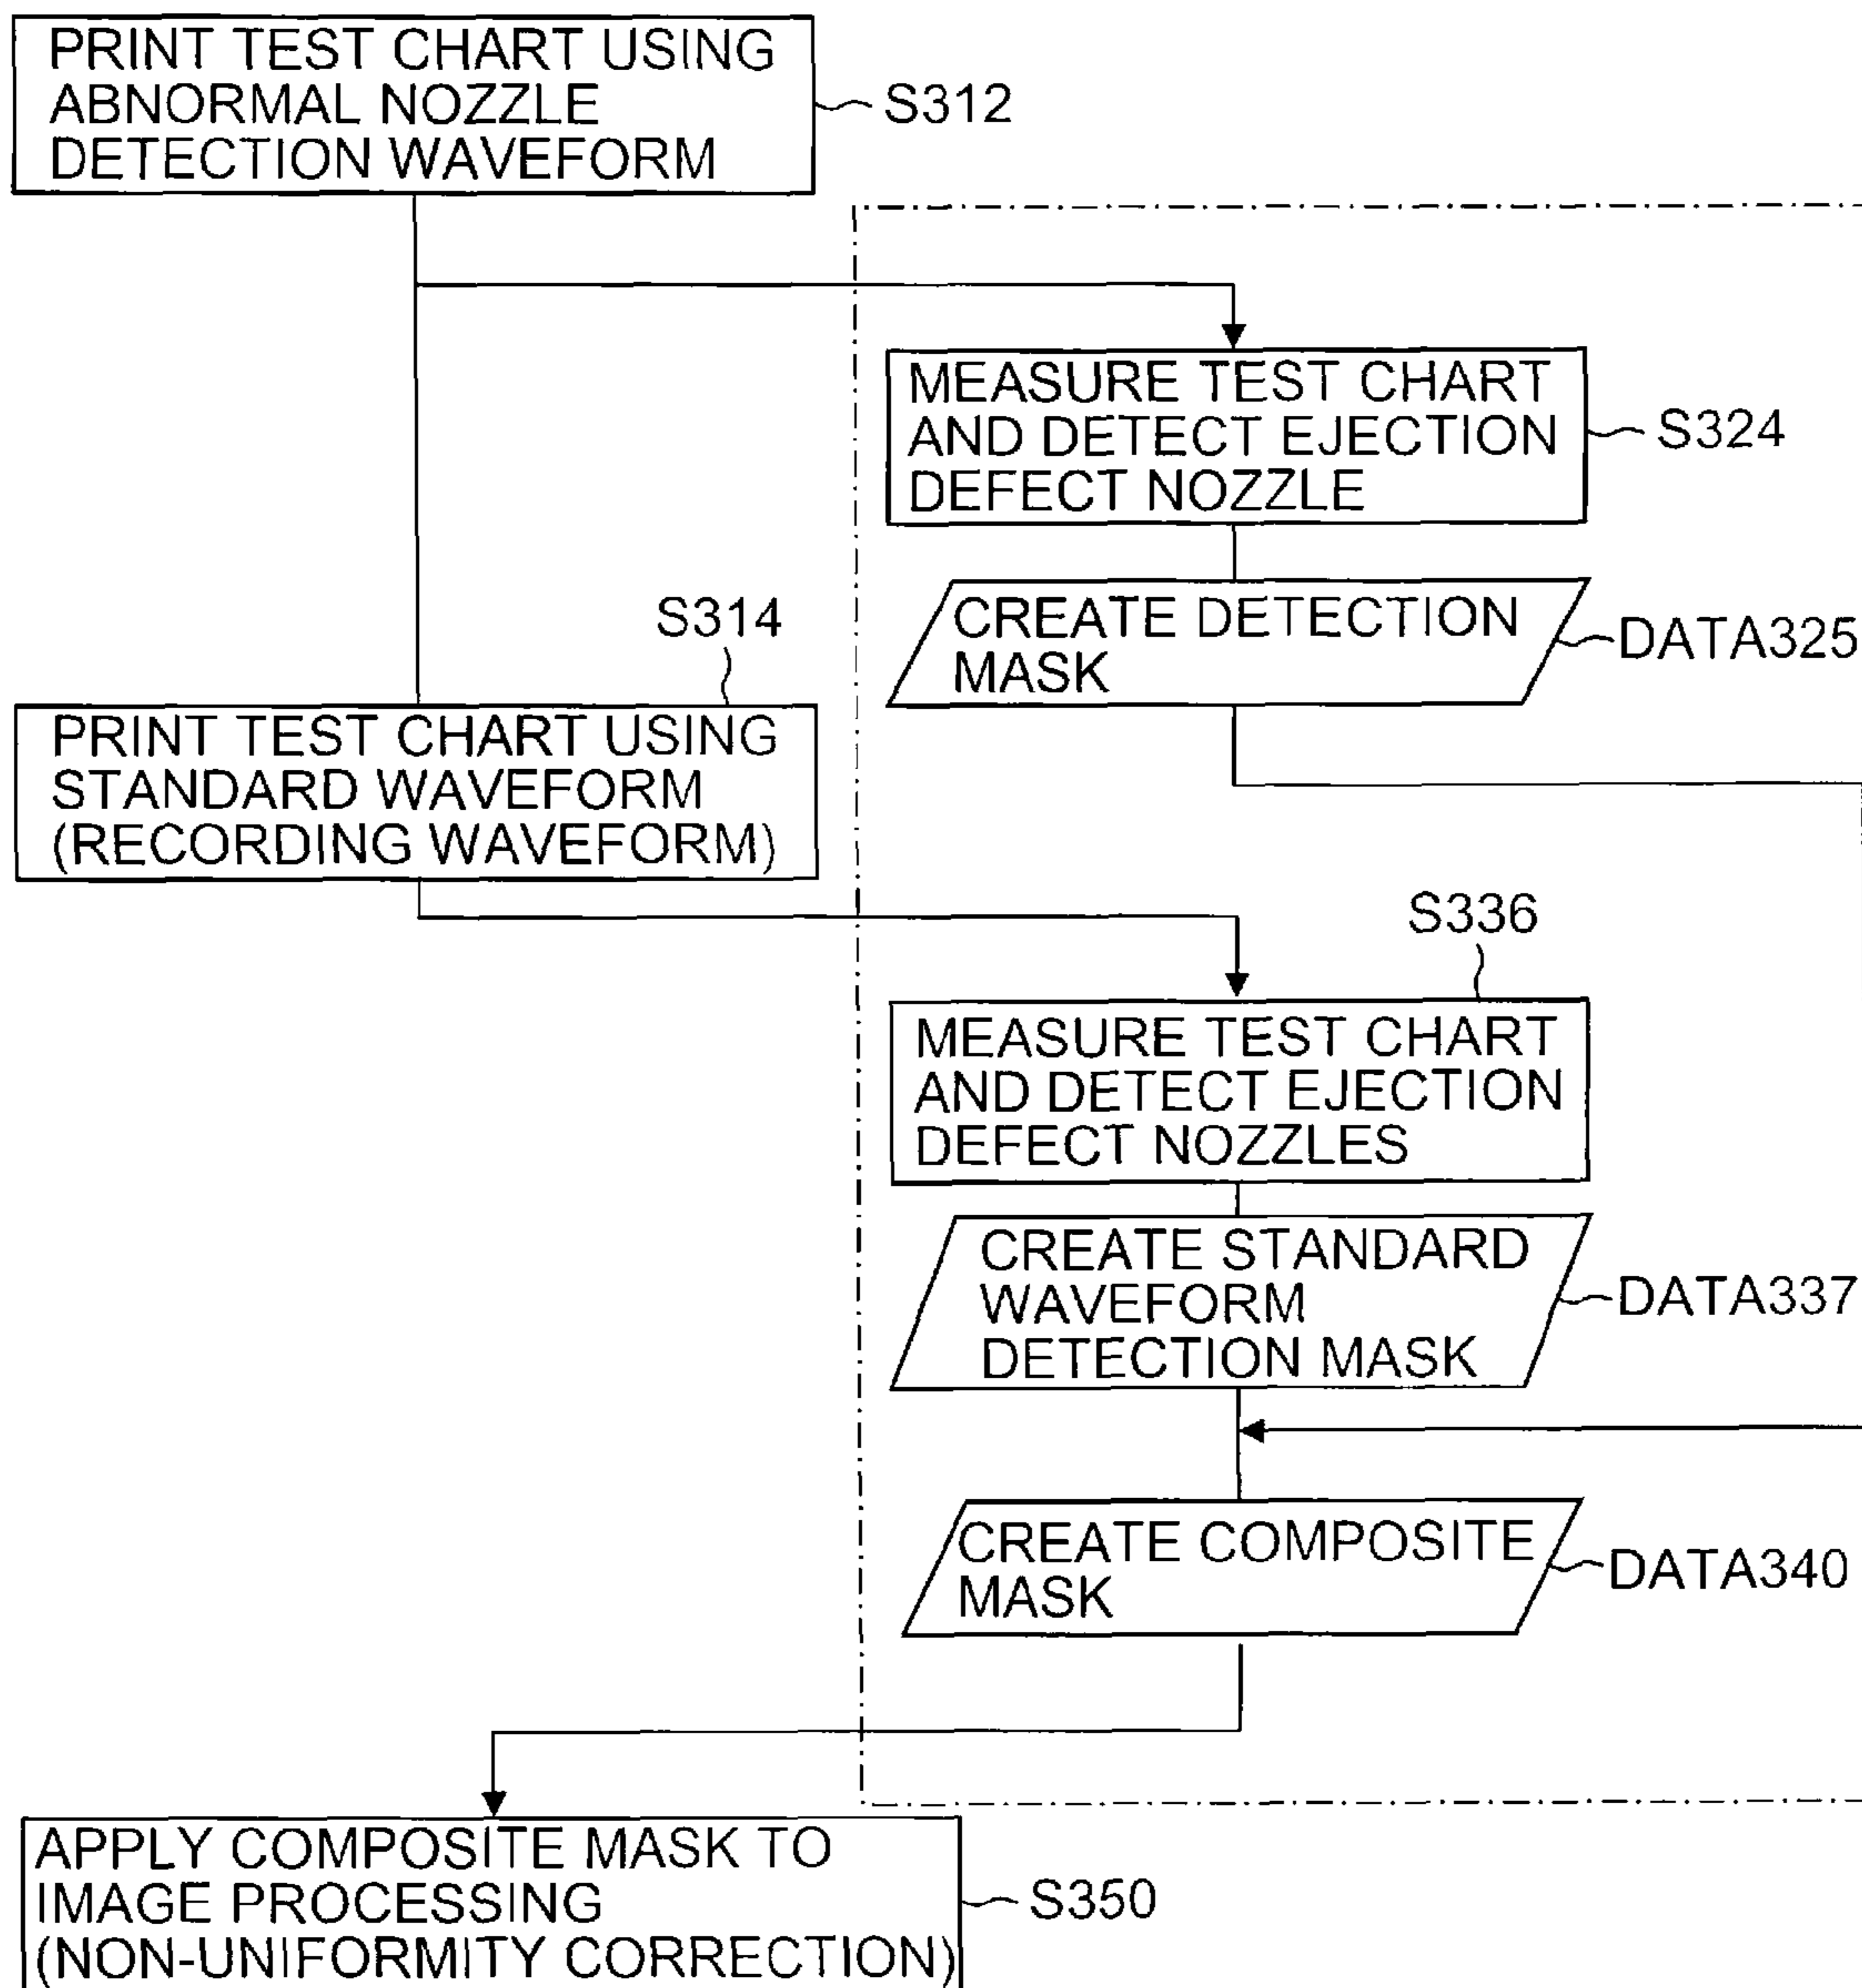 PRINT TEST CHART USING
ABNORMAL NOZZLE
DETECTION WAVEFORM
S312
MEASURE TEST CHART
AND DETECT EJECTION
DEFECT NOZZLE
S324
CREATE DETECTION
MASK
DATA325
S314
PRINT TEST CHART USING
STANDARD WAVEFORM
(RECORDING WAVEFORM)
S336
MEASURE TEST CHART
AND DETECT EJECTION
DEFECT NOZZLES
CREATE STANDARD
WAVEFORM
DETECTION MASK
DATA337
CREATE COMPOSITE
MASK
DATA340
APPLY COMPOSITE MASK TO
IMAGE PROCESSING
(NON-UNIFORMITY CORRECTION)
S350